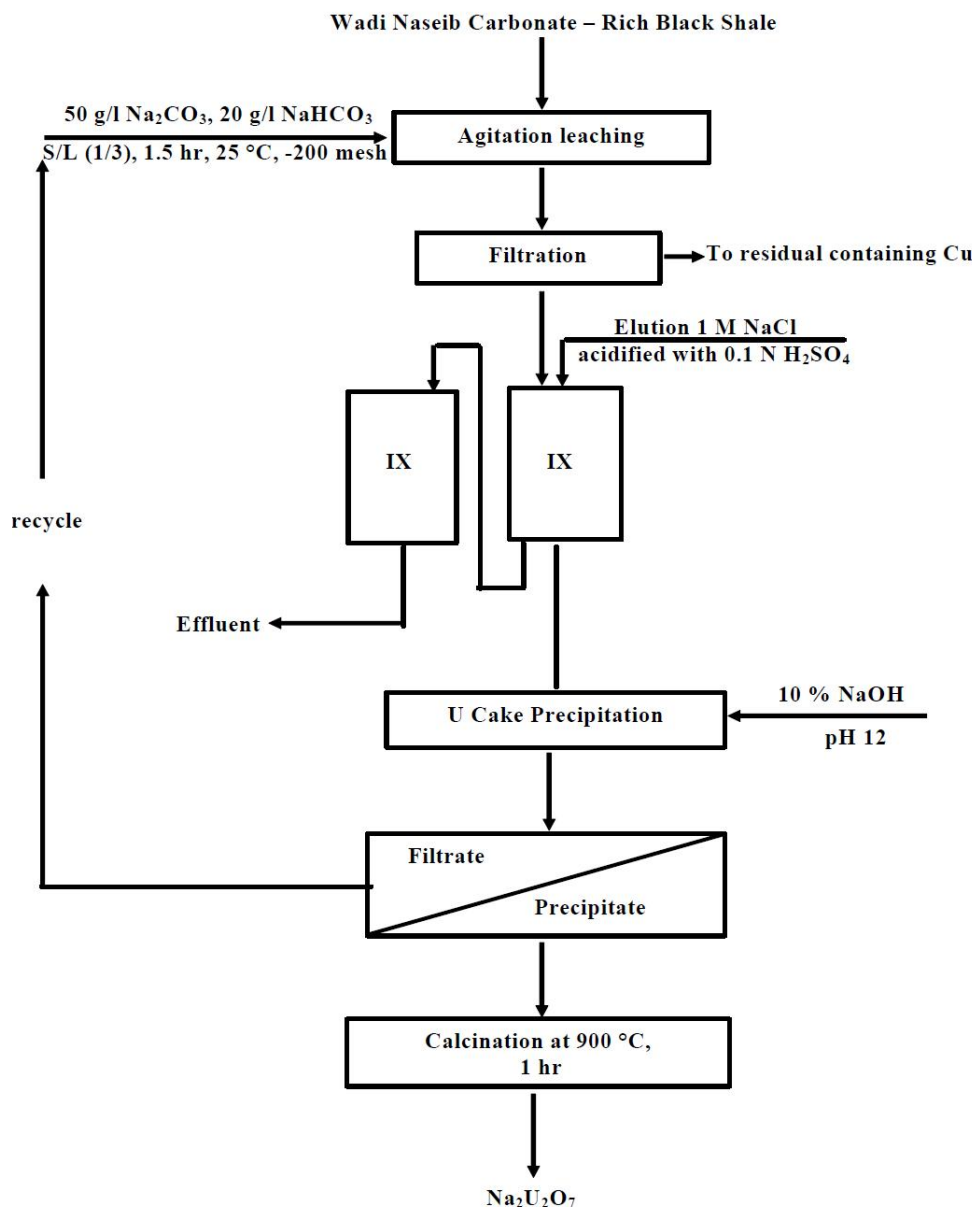 Wadi Naseib Carbonate – Rich Black Shale
50 g/l Na₂CO₃, 20 g/l NaHCO₃
S/L (1/3), 1.5 hr, 25 °C, -200 mesh
Agitation leaching
Filtration
To residual containing Cu
Elution 1 M NaCl
acidified with 0.1 N H₂SO₄
IX
IX
recycle
Effluent
U Cake Precipitation
10 % NaOH
pH 12
Filtrate
Precipitate
Calcination at 900 °C,
1 hr
Na₂U₂O₇